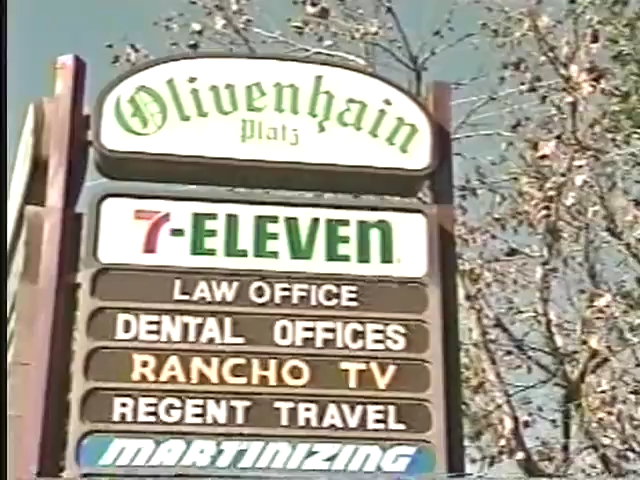 Olivenhain
Platz
7-ELEVEn
LAW OFFICE
DENTAL OFFICES
RANCHO TV
REGENT TRAVEL
MARTINIZING